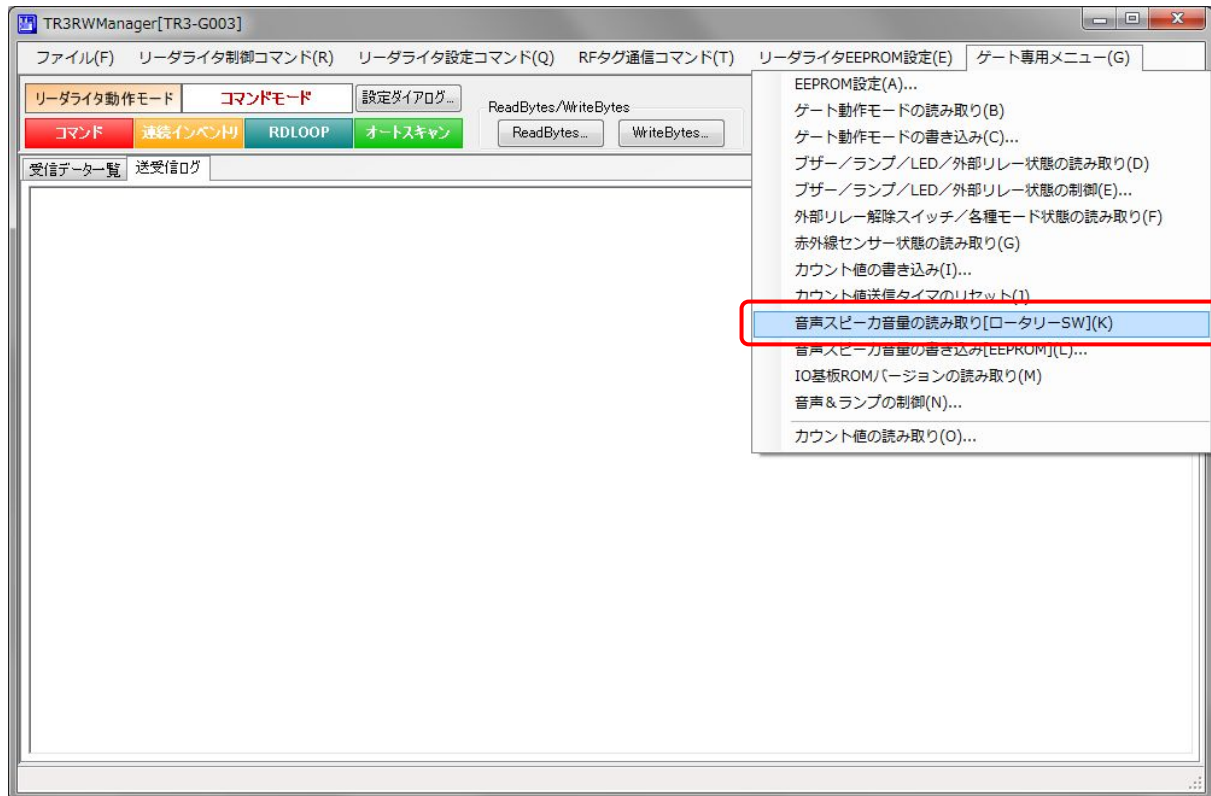 TR3RWManager[TR3-G003]
ファイル(F) リーダライタ制御コマンド(R) リーダライタ設定コマンド(Q) RFタグ通信コマンド(T) リーダライタEEPROM設定(E) ゲート専用メニュー(G)
リーダライタ動作モード コマンドモード 設定ダイアログ...
コマンド 連続インベントリ RDLOOP オートスキャン
ReadBytes/WriteBytes
ReadBytes... WriteBytes...
受信データ一覧 送受信ログ
EEPROM設定(A)...
ゲート動作モードの読み取り(B)
ゲート動作モードの書き込み(C)...
ブザー／ランプ／LED／外部リレー状態の読み取り(D)
ブザー／ランプ／LED／外部リレー状態の制御(E)...
外部リレー解除スイッチ／各種モード状態の読み取り(F)
赤外線センサー状態の読み取り(G)
カウント値の書き込み(I)...
カウント値送信タイマのリセット(J)
音声スピーカ音量の読み取り[ロータリーSW](K)
音声スピーカ音量の書き込み[EEPROM](L)...
IO基板ROMバージョンの読み取り(M)
音声＆ランプの制御(N)...
カウント値の読み取り(O)...